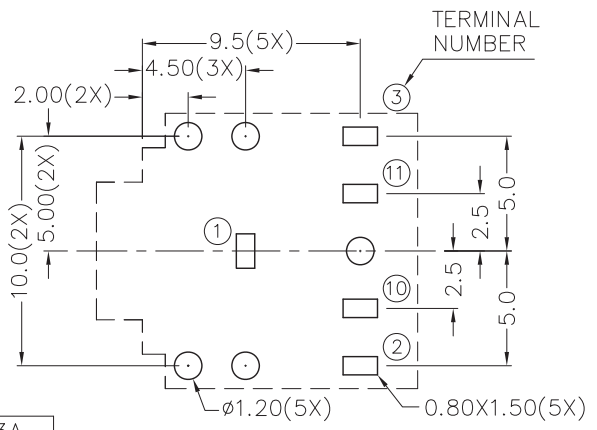 TERMINAL
NUMBER
9.5(5X)
4.50(3X)
2.00(2X)
3
11
1
10
2
10.0(2X)
5.00(2X)
2.5
5.0
2.5
5.0
ø1.20(5X)
0.80X1.50(5X)